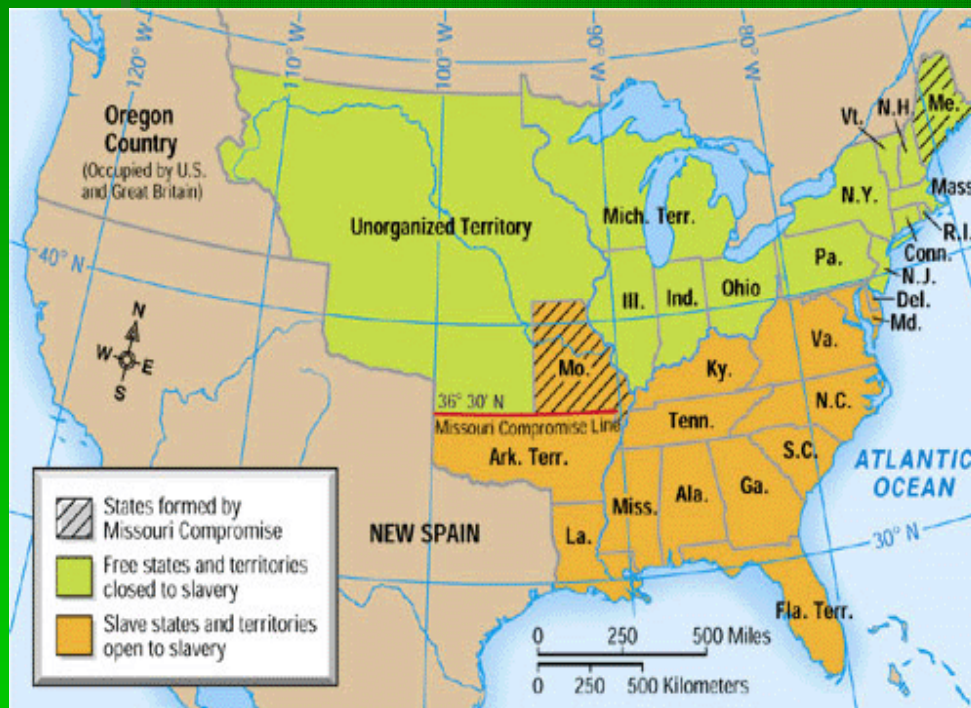 120° W
110° W
100° W
90° W
80° W
Oregon
Country
(Occupied by U.S.
and Great Britain)
Unorganized Territory
Mich. Terr.
Vt.
N.H.
Me.
N.Y.
Mass
R.I.
Conn.
Pa.
N.J.
Del.
Md.
40° N
Ill.
Ind.
Ohio
N
W
E
S
Mo.
Ky.
Va.
36° 30' N
Missouri Compromise Line
Tenn.
N.C.
Ark. Terr.
S.C.
ATLANTIC
OCEAN
Miss.
Ala.
Ga.
NEW SPAIN
La.
30° N
Fla. Terr.
States formed by
Missouri Compromise
Free states and territories
closed to slavery
Slave states and territories
open to slavery
0 250 500 Miles
0 250 500 Kilometers